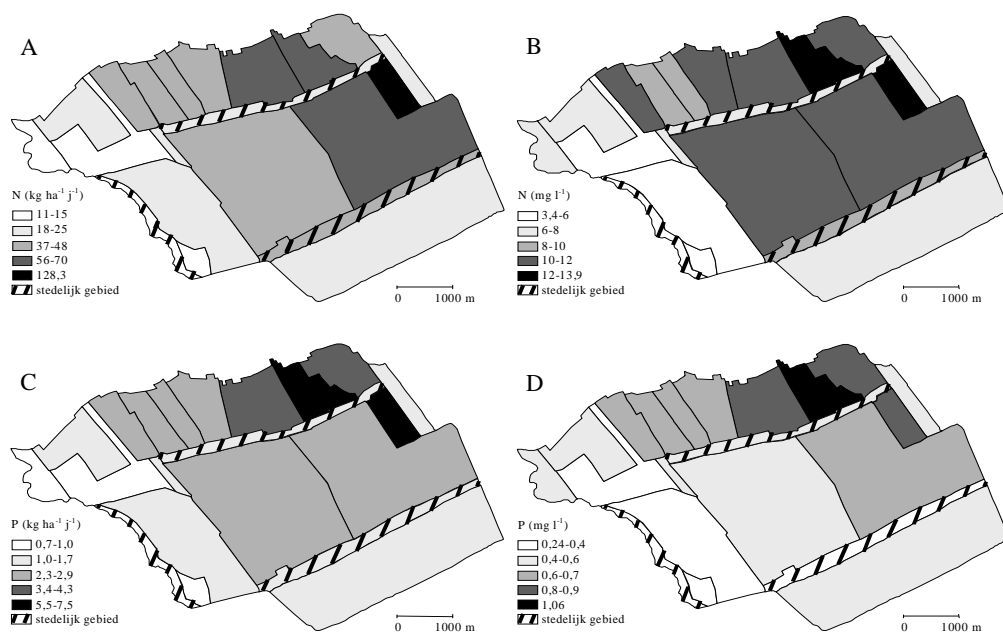 A
N (kg ha⁻¹ j⁻¹)
11-15
18-25
37-48
56-70
128,3
stedelijk gebied
0 1000 m
B
N (mg l⁻¹)
3,4-6
6-8
8-10
10-12
12-13,9
stedelijk gebied
0 1000 m
C
P (kg ha⁻¹ j⁻¹)
0,7-1,0
1,0-1,7
2,3-2,9
3,4-4,3
5,5-7,5
stedelijk gebied
0 1000 m
D
P (mg l⁻¹)
0,24-0,4
0,4-0,6
0,6-0,7
0,8-0,9
1,06
stedelijk gebied
0 1000 m